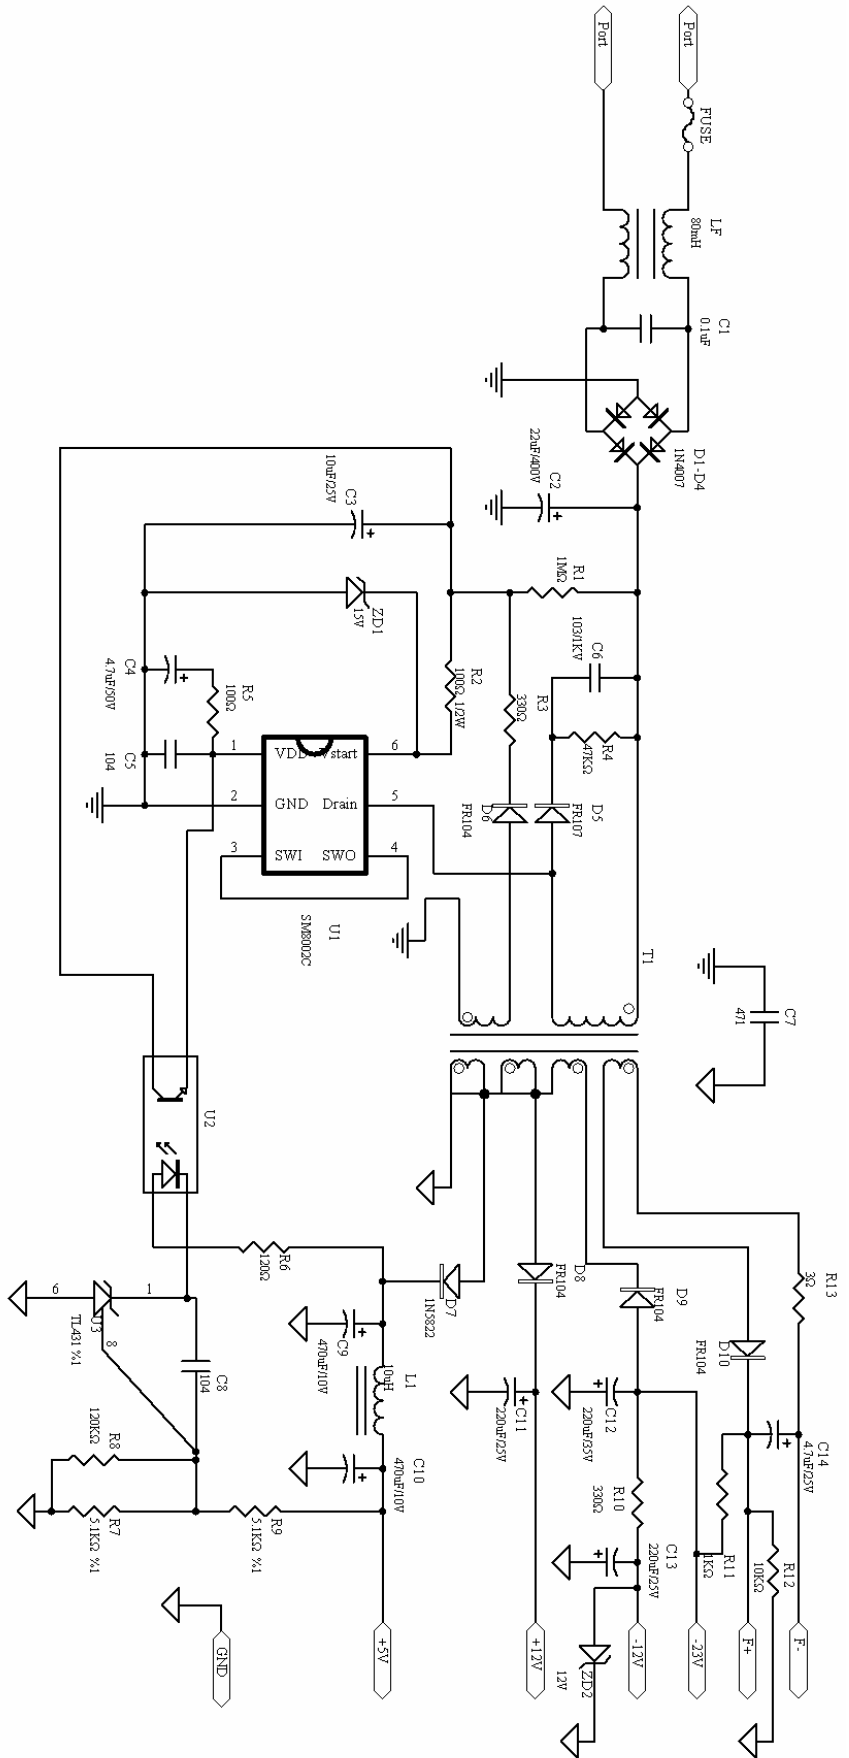 Port
Port
FUSE
LF
80mH
C1
0.1uF
D1-D4
1N4007
C2
22uF/400V
C3
10uF/25V
R1
1MΩ
ZD1
15V
C6
103/1KV
R2
100Ω 1/2W
R3
330Ω
R4
47KΩ
C4
4.7uF/50V
R5
100Ω
C5
104
D5
FR107
D6
FR104
1
VDD
Vstart
6
2
GND
Drain
5
3
SWI
SWO
4
U1
SM8002C
T1
C7
471
U2
R6
120Ω
D7
1N5822
D8
FR104
D9
FR104
R13
3Ω
D10
FR104
6
1
8
U3
TL431 %1
C8
104
C9
470uF/10V
L1
10uH
C10
470uF/10V
C11
220uF/25V
C12
220uF/35V
C14
4.7uF/25V
R8
120KΩ
R7
5.1KΩ %1
R9
5.1KΩ %1
R10
330Ω
C13
220uF/25V
R11
1KΩ
R12
10KΩ
ZD2
12V
GND
+5V
+12V
-12V
-23V
F+
F-